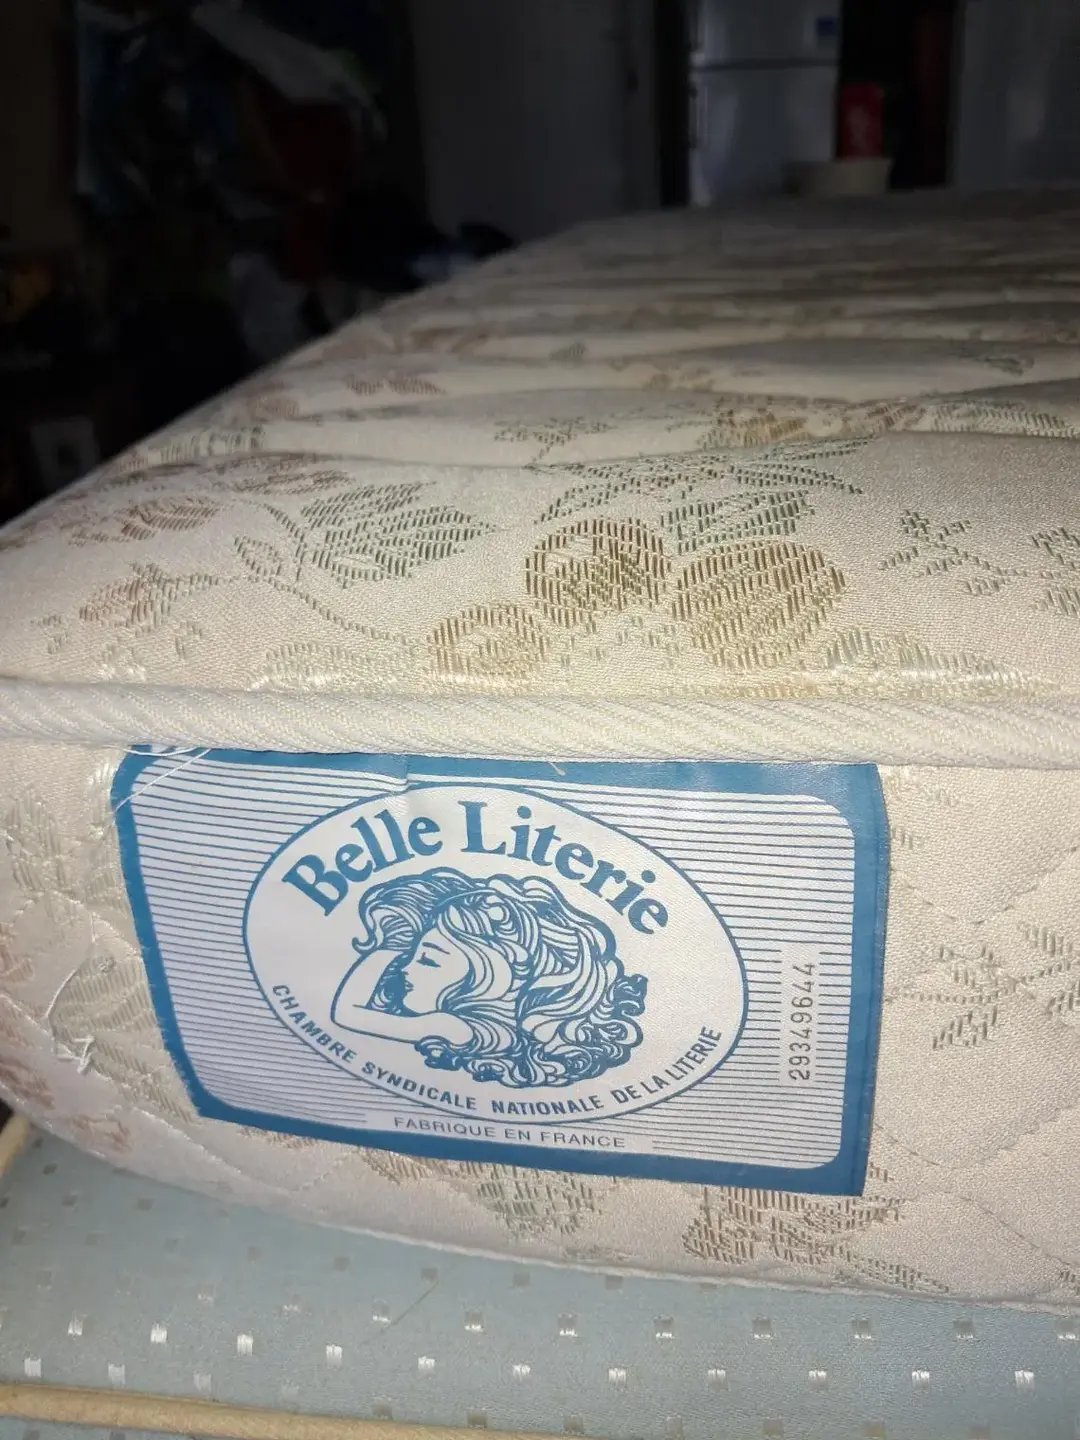 Belle Literie
CHAMBRE SYNDICALE NATIONALE DE LA LITERIE
FABRIQUE EN FRANCE
29349644